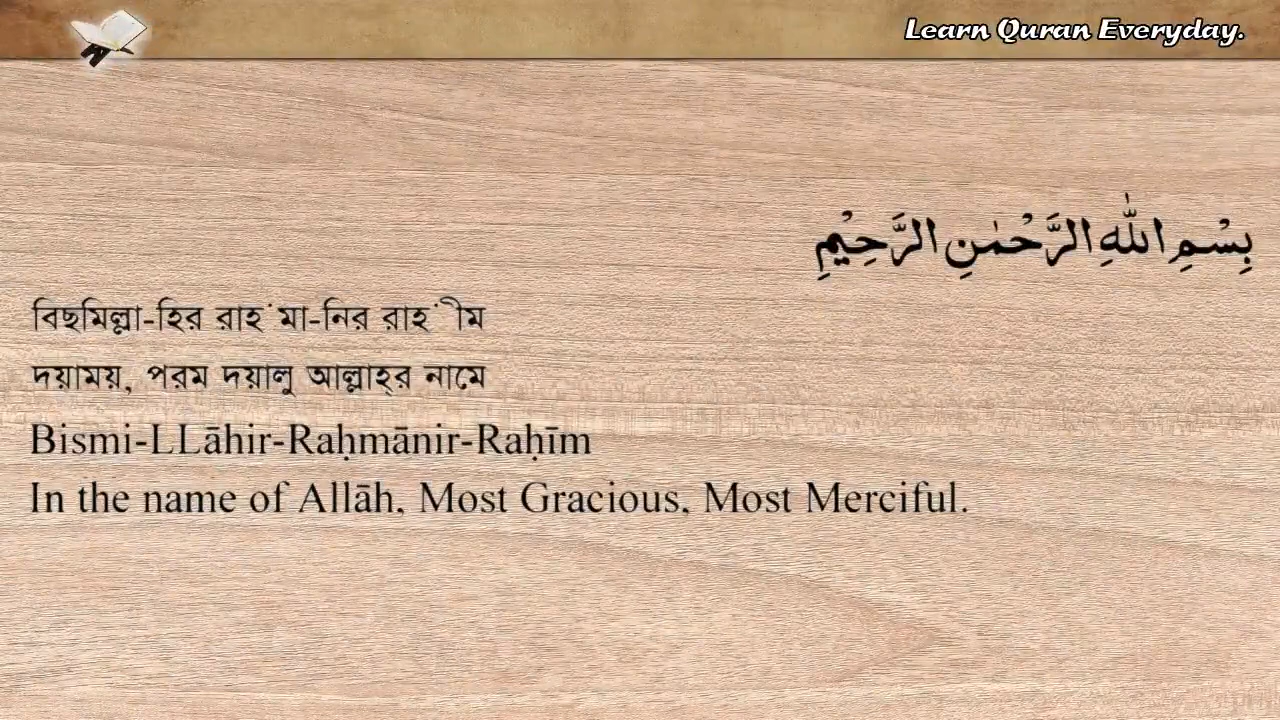 Learn Quran Everyday.
بِسْمِ اللّٰهِ الرَّحْمٰنِ الرَّحِيْمِ
বিছমিল্লা-হির রাহ'মা-নির রাহ'ীম
দয়াময়, পরম দয়ালু আল্লাহ্‌র নামে
Bismi-LLāhir-Raḥmānir-Raḥīm
In the name of Allāh, Most Gracious, Most Merciful.